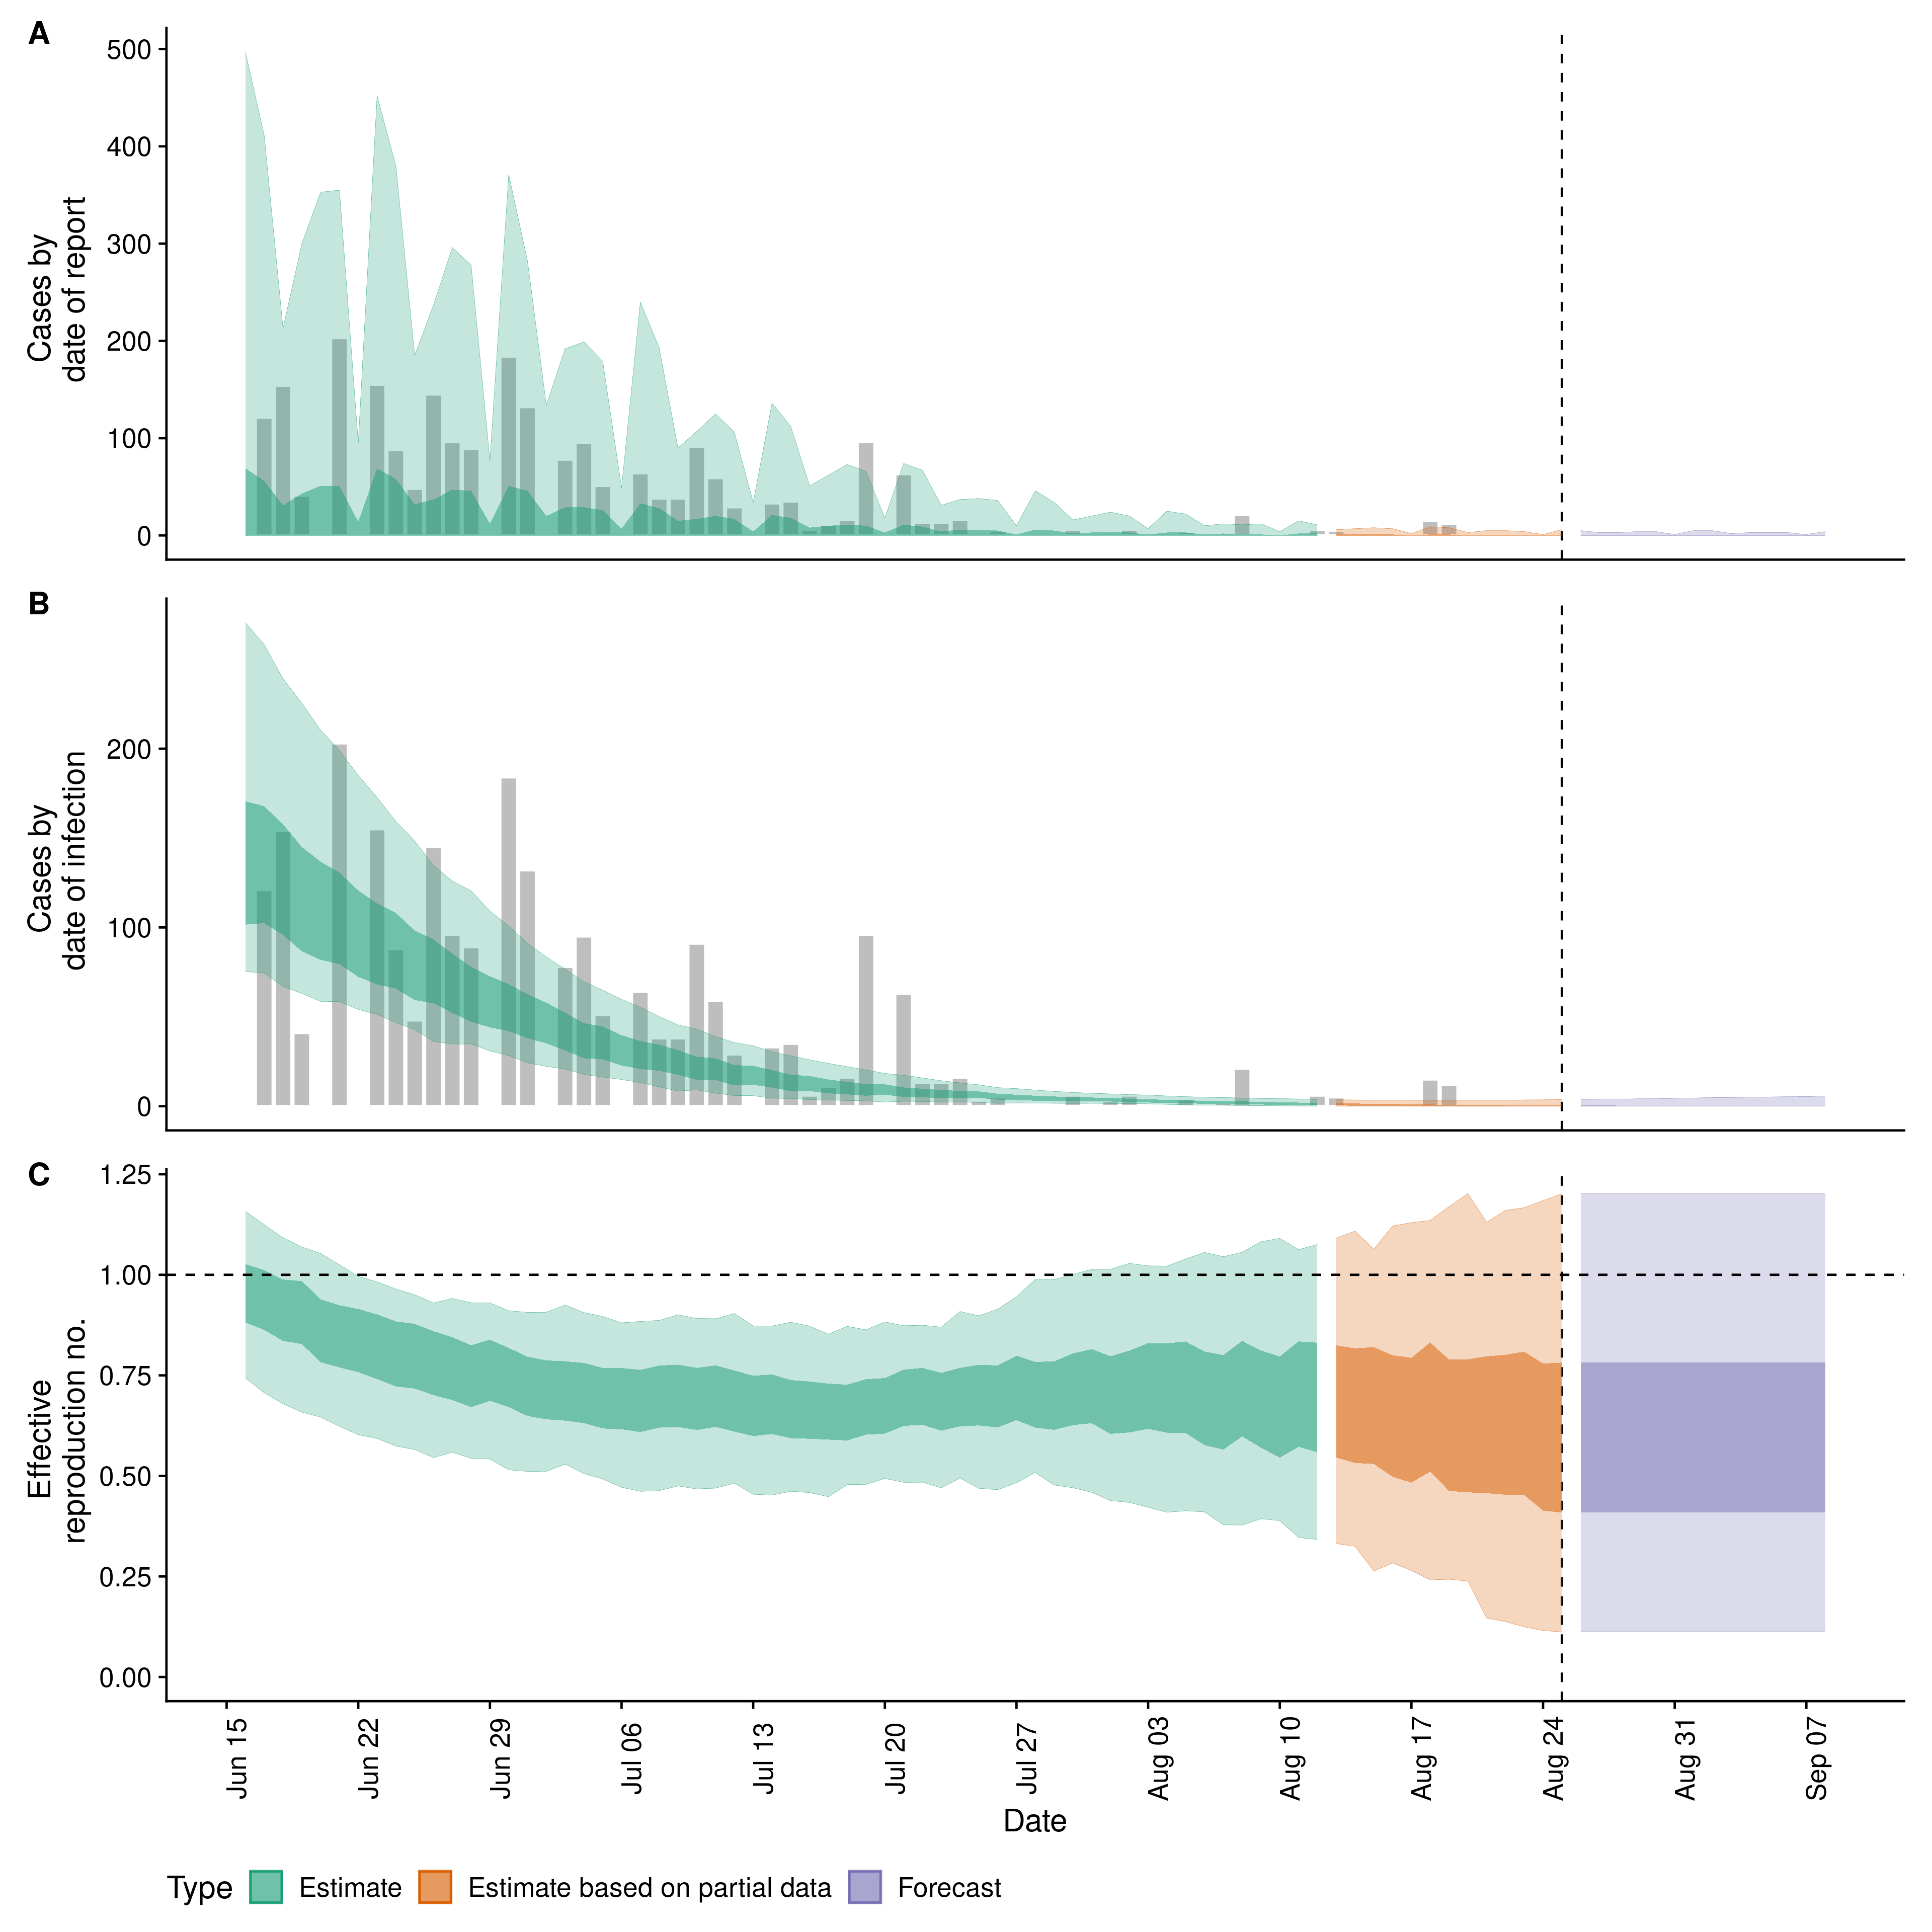 A
Cases by
date of report
500
400
300
200
100
0
B
Cases by
date of infection
200
100
0
C
Effective
reproduction no.
1.25
1.00
0.75
0.50
0.25
0.00
Jun 15
Jun 22
Jun 29
Jul 06
Jul 13
Jul 20
Jul 27
Aug 03
Aug 10
Aug 17
Aug 24
Aug 31
Sep 07
Date
Type
Estimate
Estimate based on partial data
Forecast